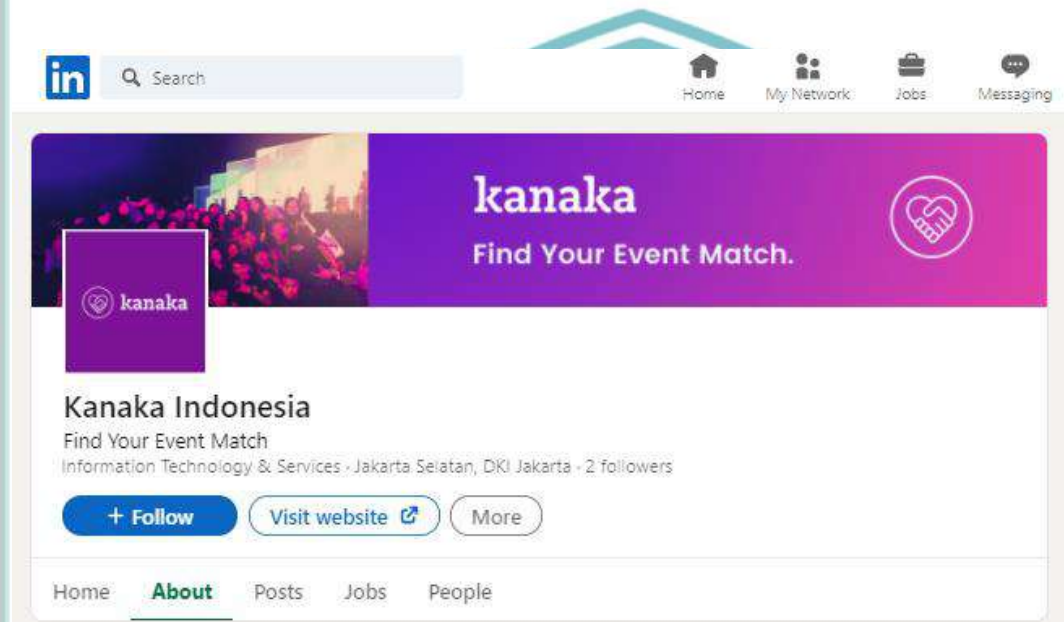 in
Search
Home
My Network
Jobs
Messaging
kanaka
Find Your Event Match.
kanaka
Kanaka Indonesia
Find Your Event Match
Information Technology & Services · Jakarta Selatan, DKI Jakarta · 2 followers
+ Follow
Visit website
More
Home About Posts Jobs People